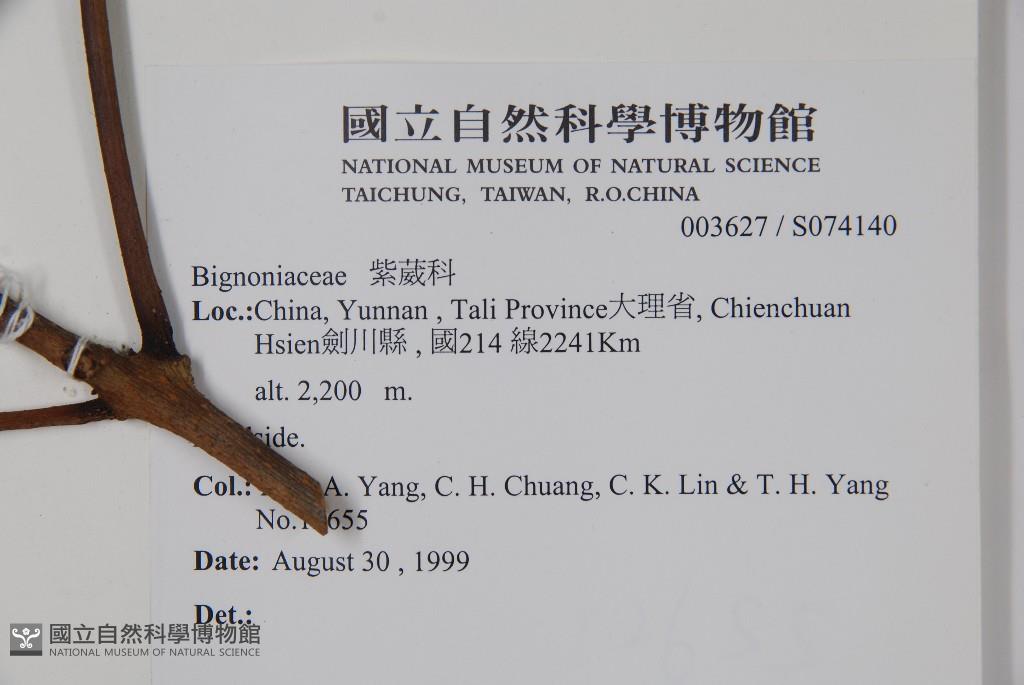 國立自然科學博物館
NATIONAL MUSEUM OF NATURAL SCIENCE
TAICHUNG, TAIWAN, R.O.CHINA
003627 / S074140
Bignoniaceae 紫葳科
Loc.:China, Yunnan , Tali Province大理省, Chienchuan
Hsien劍川縣 , 國214 線2241Km
alt. 2,200 m.
Col.: A. Yang, C. H. Chuang, C. K. Lin & T. H. Yang
No.
Date: August 30 , 1999
Det.:
國立自然科學博物館
NATIONAL MUSEUM OF NATURAL SCIENCE